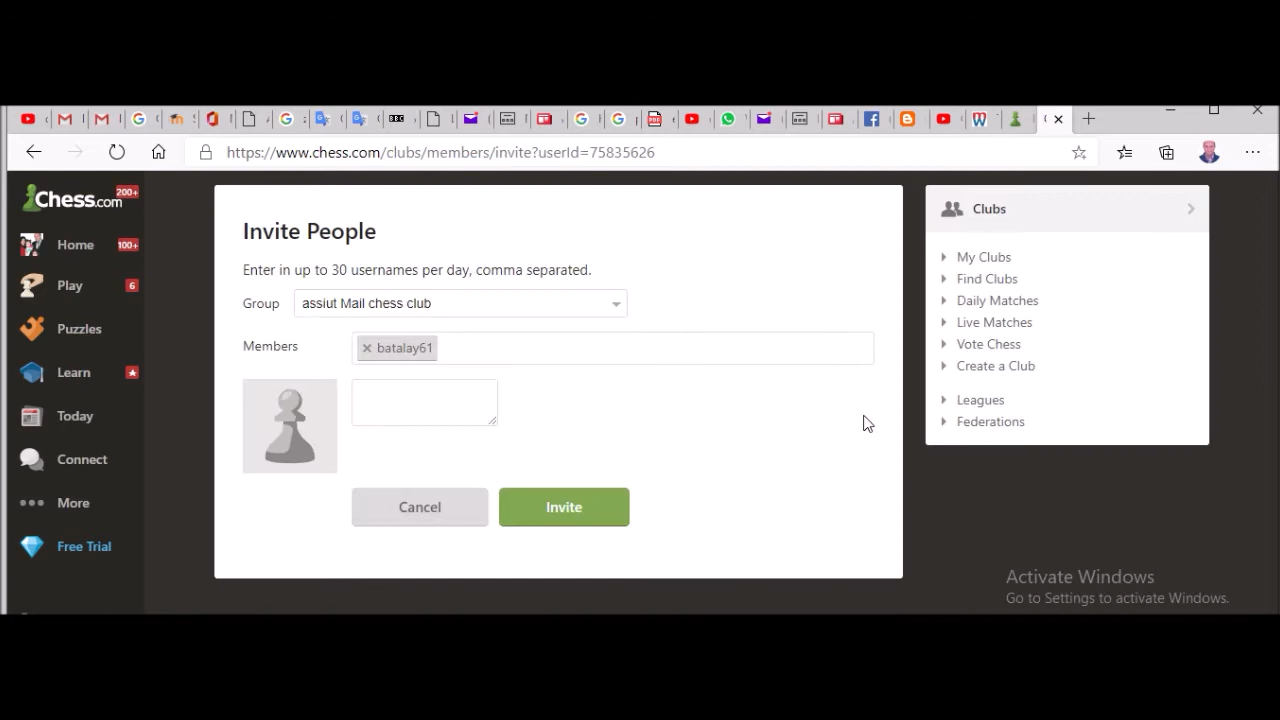 https://www.chess.com/clubs/members/invite?userId=75835626
Chess.com
200+
Home
100+
Play
6
Puzzles
Learn
Today
Connect
More
Free Trial
Invite People
Enter in up to 30 usernames per day, comma separated.
Group
assiut Mail chess club
Members
× batalay61
Cancel
Invite
Clubs
My Clubs
Find Clubs
Daily Matches
Live Matches
Vote Chess
Create a Club
Leagues
Federations
Activate Windows
Go to Settings to activate Windows.